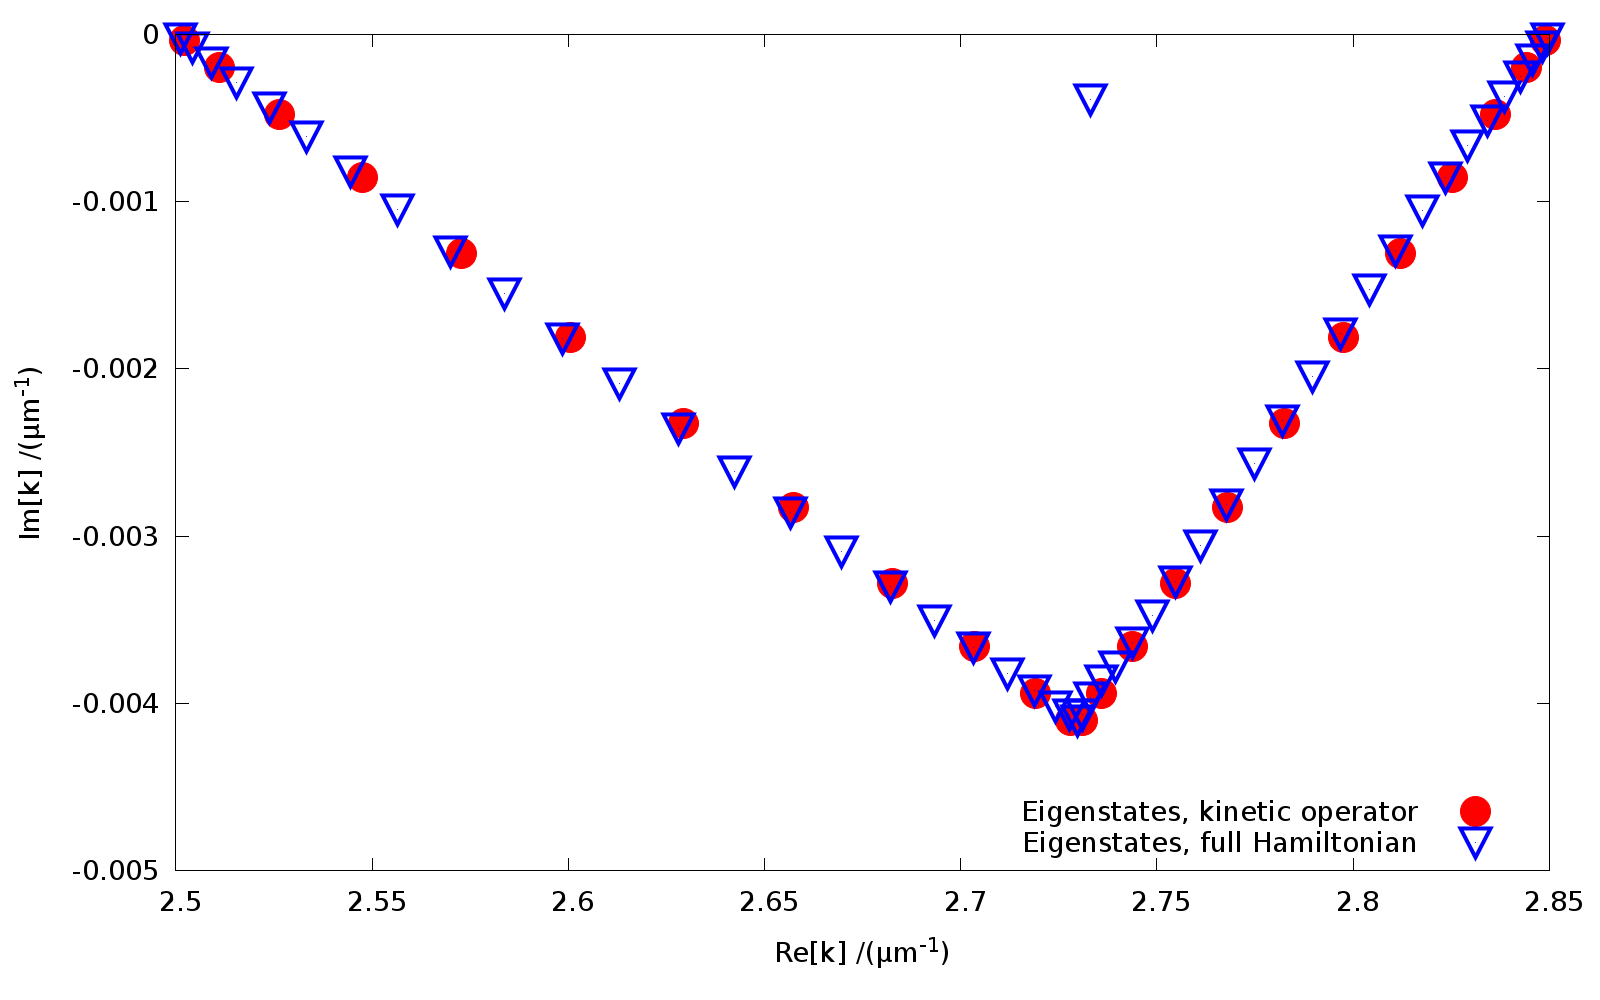 0
-0.001
-0.002
-0.003
-0.004
-0.005
Im[k] /(μm⁻¹)
Eigenstates, kinetic operator
Eigenstates, full Hamiltonian
2.5 2.55 2.6 2.65 2.7 2.75 2.8 2.85
Re[k] /(μm⁻¹)